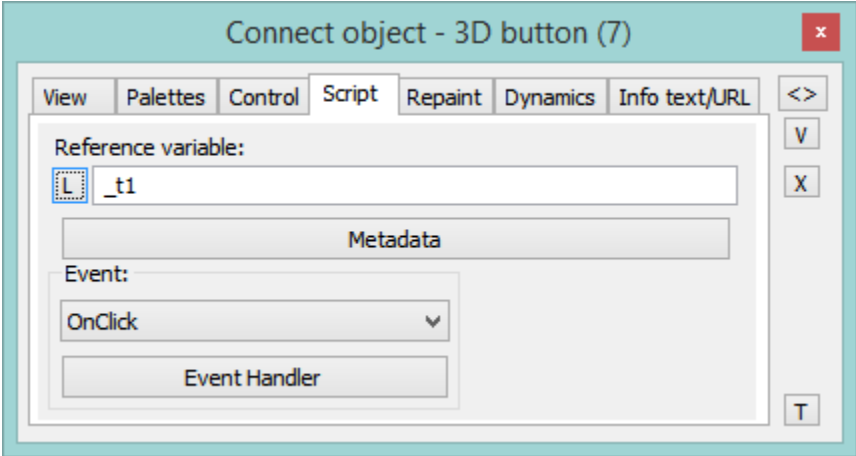 Connect object - 3D button (7)
x
View Palettes Control Script Repaint Dynamics Info text/URL <>
V
Reference variable:
L _t1 X
Metadata
Event:
OnClick
Event Handler
T